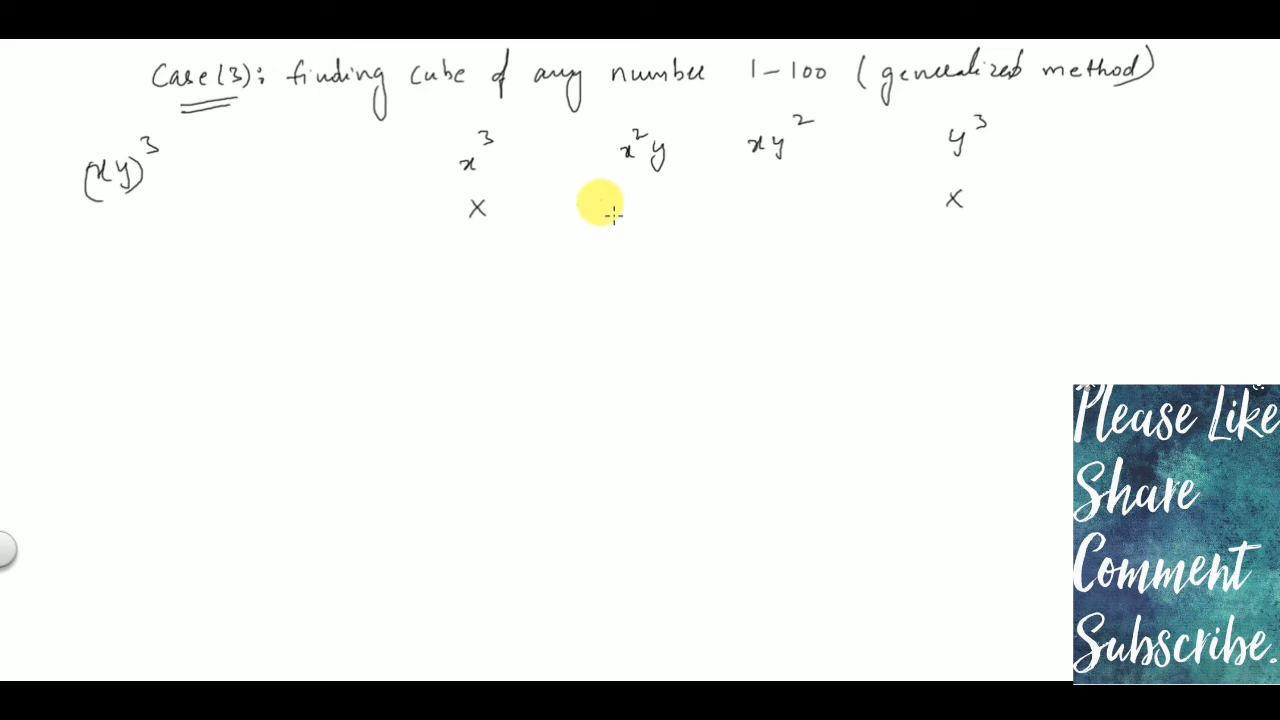 Case(3): finding cube of any number 1-100 (generalized method)
(xy)³ x³ x²y xy² y³
x x
Please Like
Share
Comment
Subscribe.